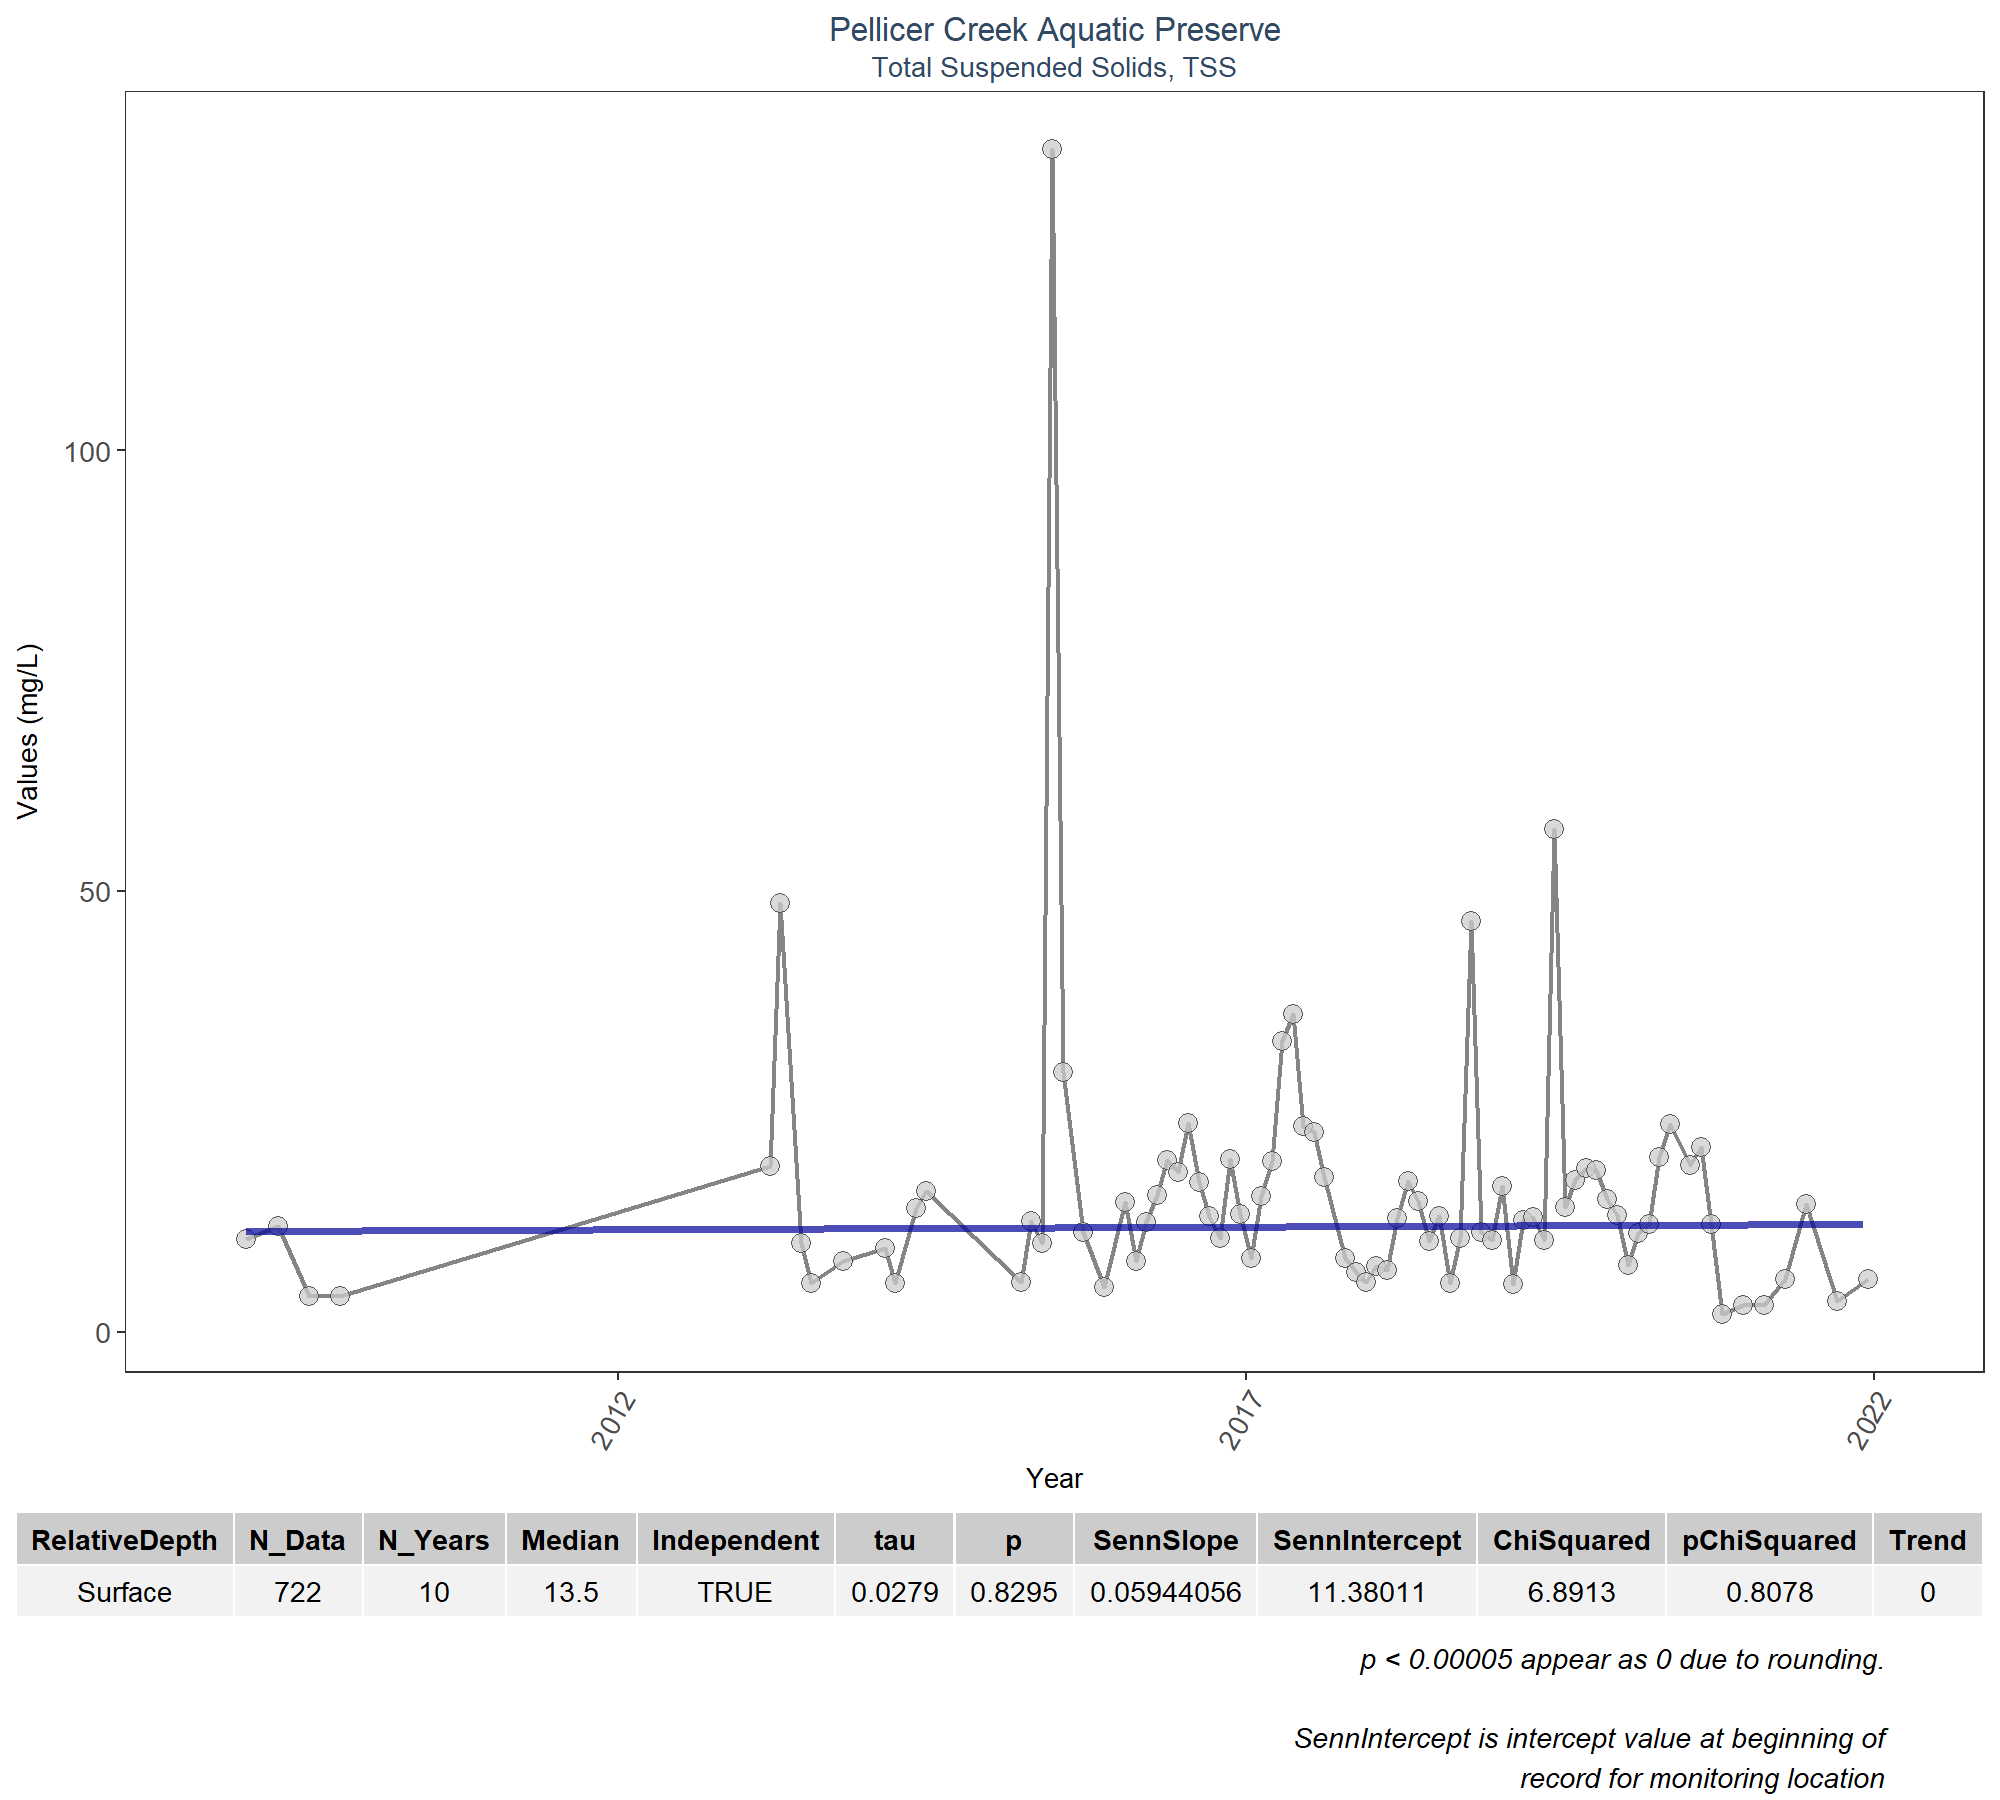 Pellicer Creek Aquatic Preserve
Total Suspended Solids, TSS
Values (mg/L)
100
50
0
2012
2017
2022
Year
RelativeDepth N_Data N_Years Median Independent tau p SennSlope SennIntercept ChiSquared pChiSquared Trend
Surface 722 10 13.5 TRUE 0.0279 0.8295 0.05944056 11.38011 6.8913 0.8078 0
p < 0.00005 appear as 0 due to rounding.
SennIntercept is intercept value at beginning of
record for monitoring location